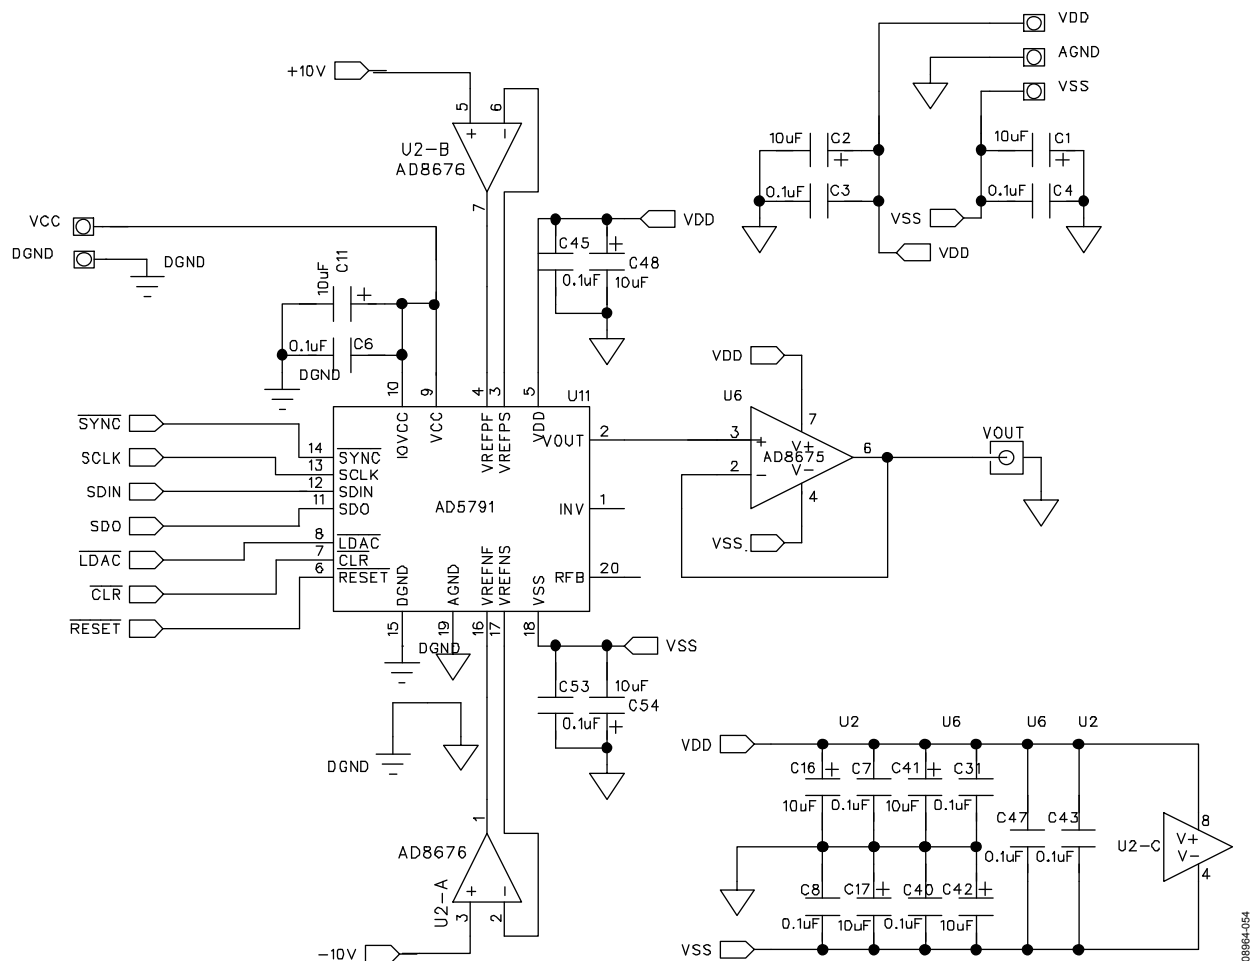 VDD
AGND
VSS
+10V
5
6
+
−
U2-B
AD8676
7
10uF
C2
+
0.1uF
C3
VDD
10uF
C1
+
0.1uF
C4
VSS
VCC
DGND
DGND
10uF
C11
+
0.1uF
C6
DGND
VDD
C45
0.1uF
+
C48
10uF
10
9
4
3
5
U11
IOVCC
VCC
VREFPF
VREFPS
VDD
SYNC
SCLK
SDIN
SDO
LDAC
CLR
RESET
14
13
12
11
8
7
6
SYNC
SCLK
SDIN
SDO
LDAC
CLR
RESET
AD5791
VOUT
2
INV
1
RFB
20
DGND
AGND
VREFNF
VREFNS
VSS
15
19
16
17
18
DGND
VDD
U6
7
3
+
V+
AD8675
V−
2
−
6
4
VSS
VOUT
VSS
C53
0.1uF
10uF
C54
+
DGND
1
AD8676
U2-A
+
−
3
2
-10V
U2
U6
U6
U2
VDD
C16
+
10uF
C7
0.1uF
C41
+
10uF
C31
0.1uF
C47
0.1uF
C43
0.1uF
U2-C
8
V+
V−
4
C8
0.1uF
C17
+
10uF
C40
0.1uF
C42
+
10uF
VSS
08964-054